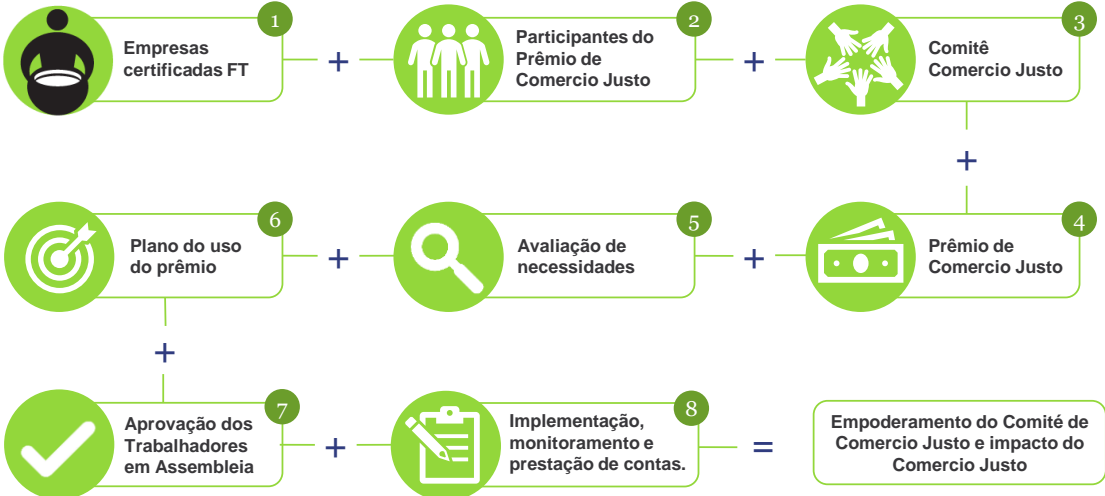 1
Empresas
certificadas FT
+
2
Participantes do
Prêmio de
Comercio Justo
+
3
Comitê
Comercio Justo
+
4
Prêmio de
Comercio Justo
+
5
Avaliação de
necessidades
+
6
Plano do uso
do prêmio
+
7
Aprovação dos
Trabalhadores
em Assembleia
+
8
Implementação,
monitoramento e
prestação de contas.
=
Empoderamento do Comité de
Comercio Justo e impacto do
Comercio Justo